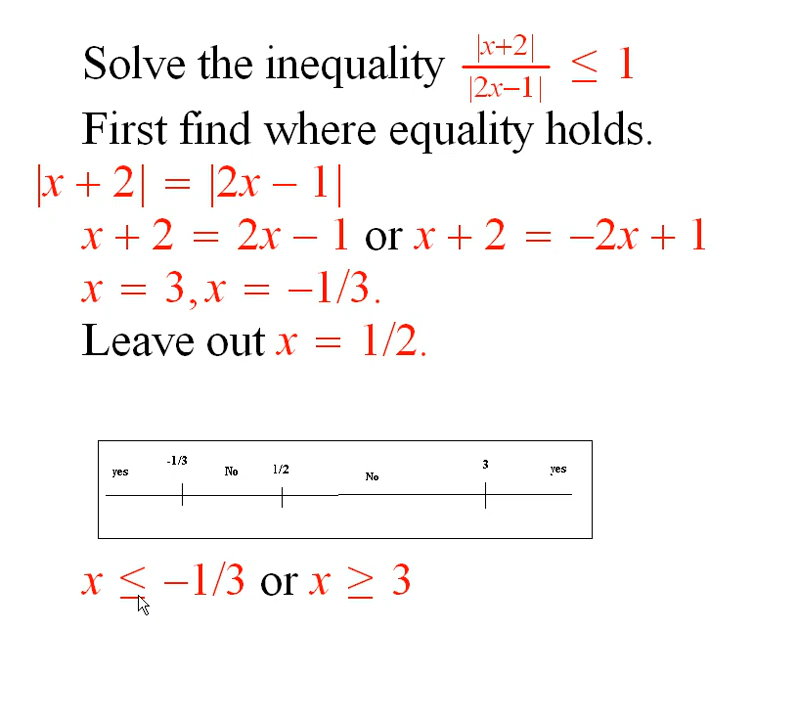 Solve the inequality |x+2|/|2x−1| ≤ 1
First find where equality holds.
|x + 2| = |2x − 1|
x + 2 = 2x − 1 or x + 2 = −2x + 1
x = 3, x = −1/3.
Leave out x = 1/2.
yes -1/3 No 1/2 No 3 yes
x ≤ −1/3 or x ≥ 3